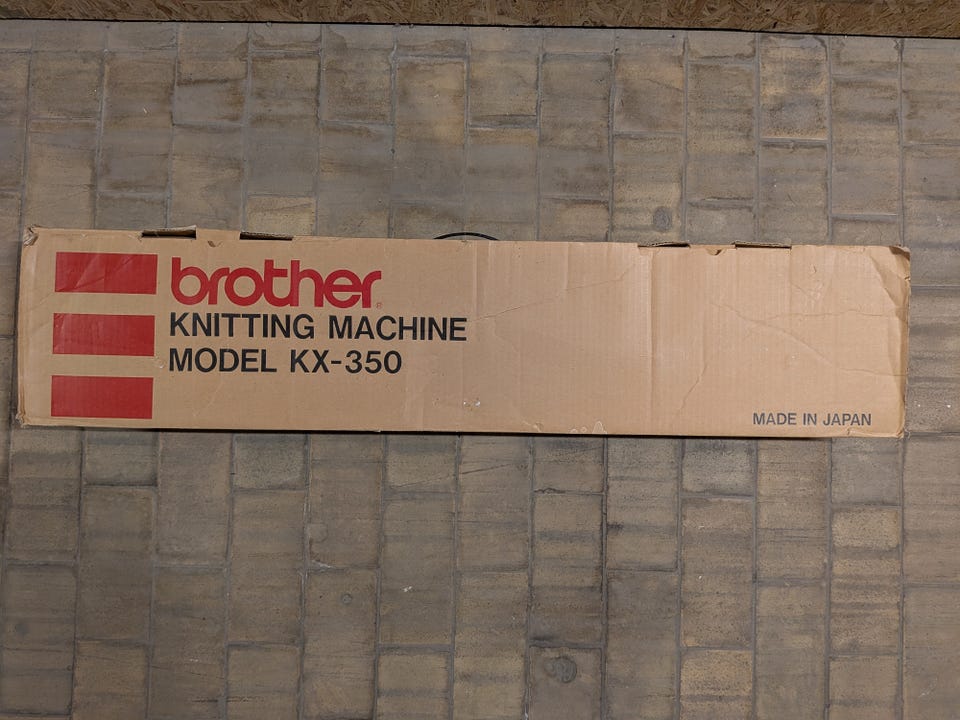 brother®
KNITTING MACHINE
MODEL KX-350
MADE IN JAPAN